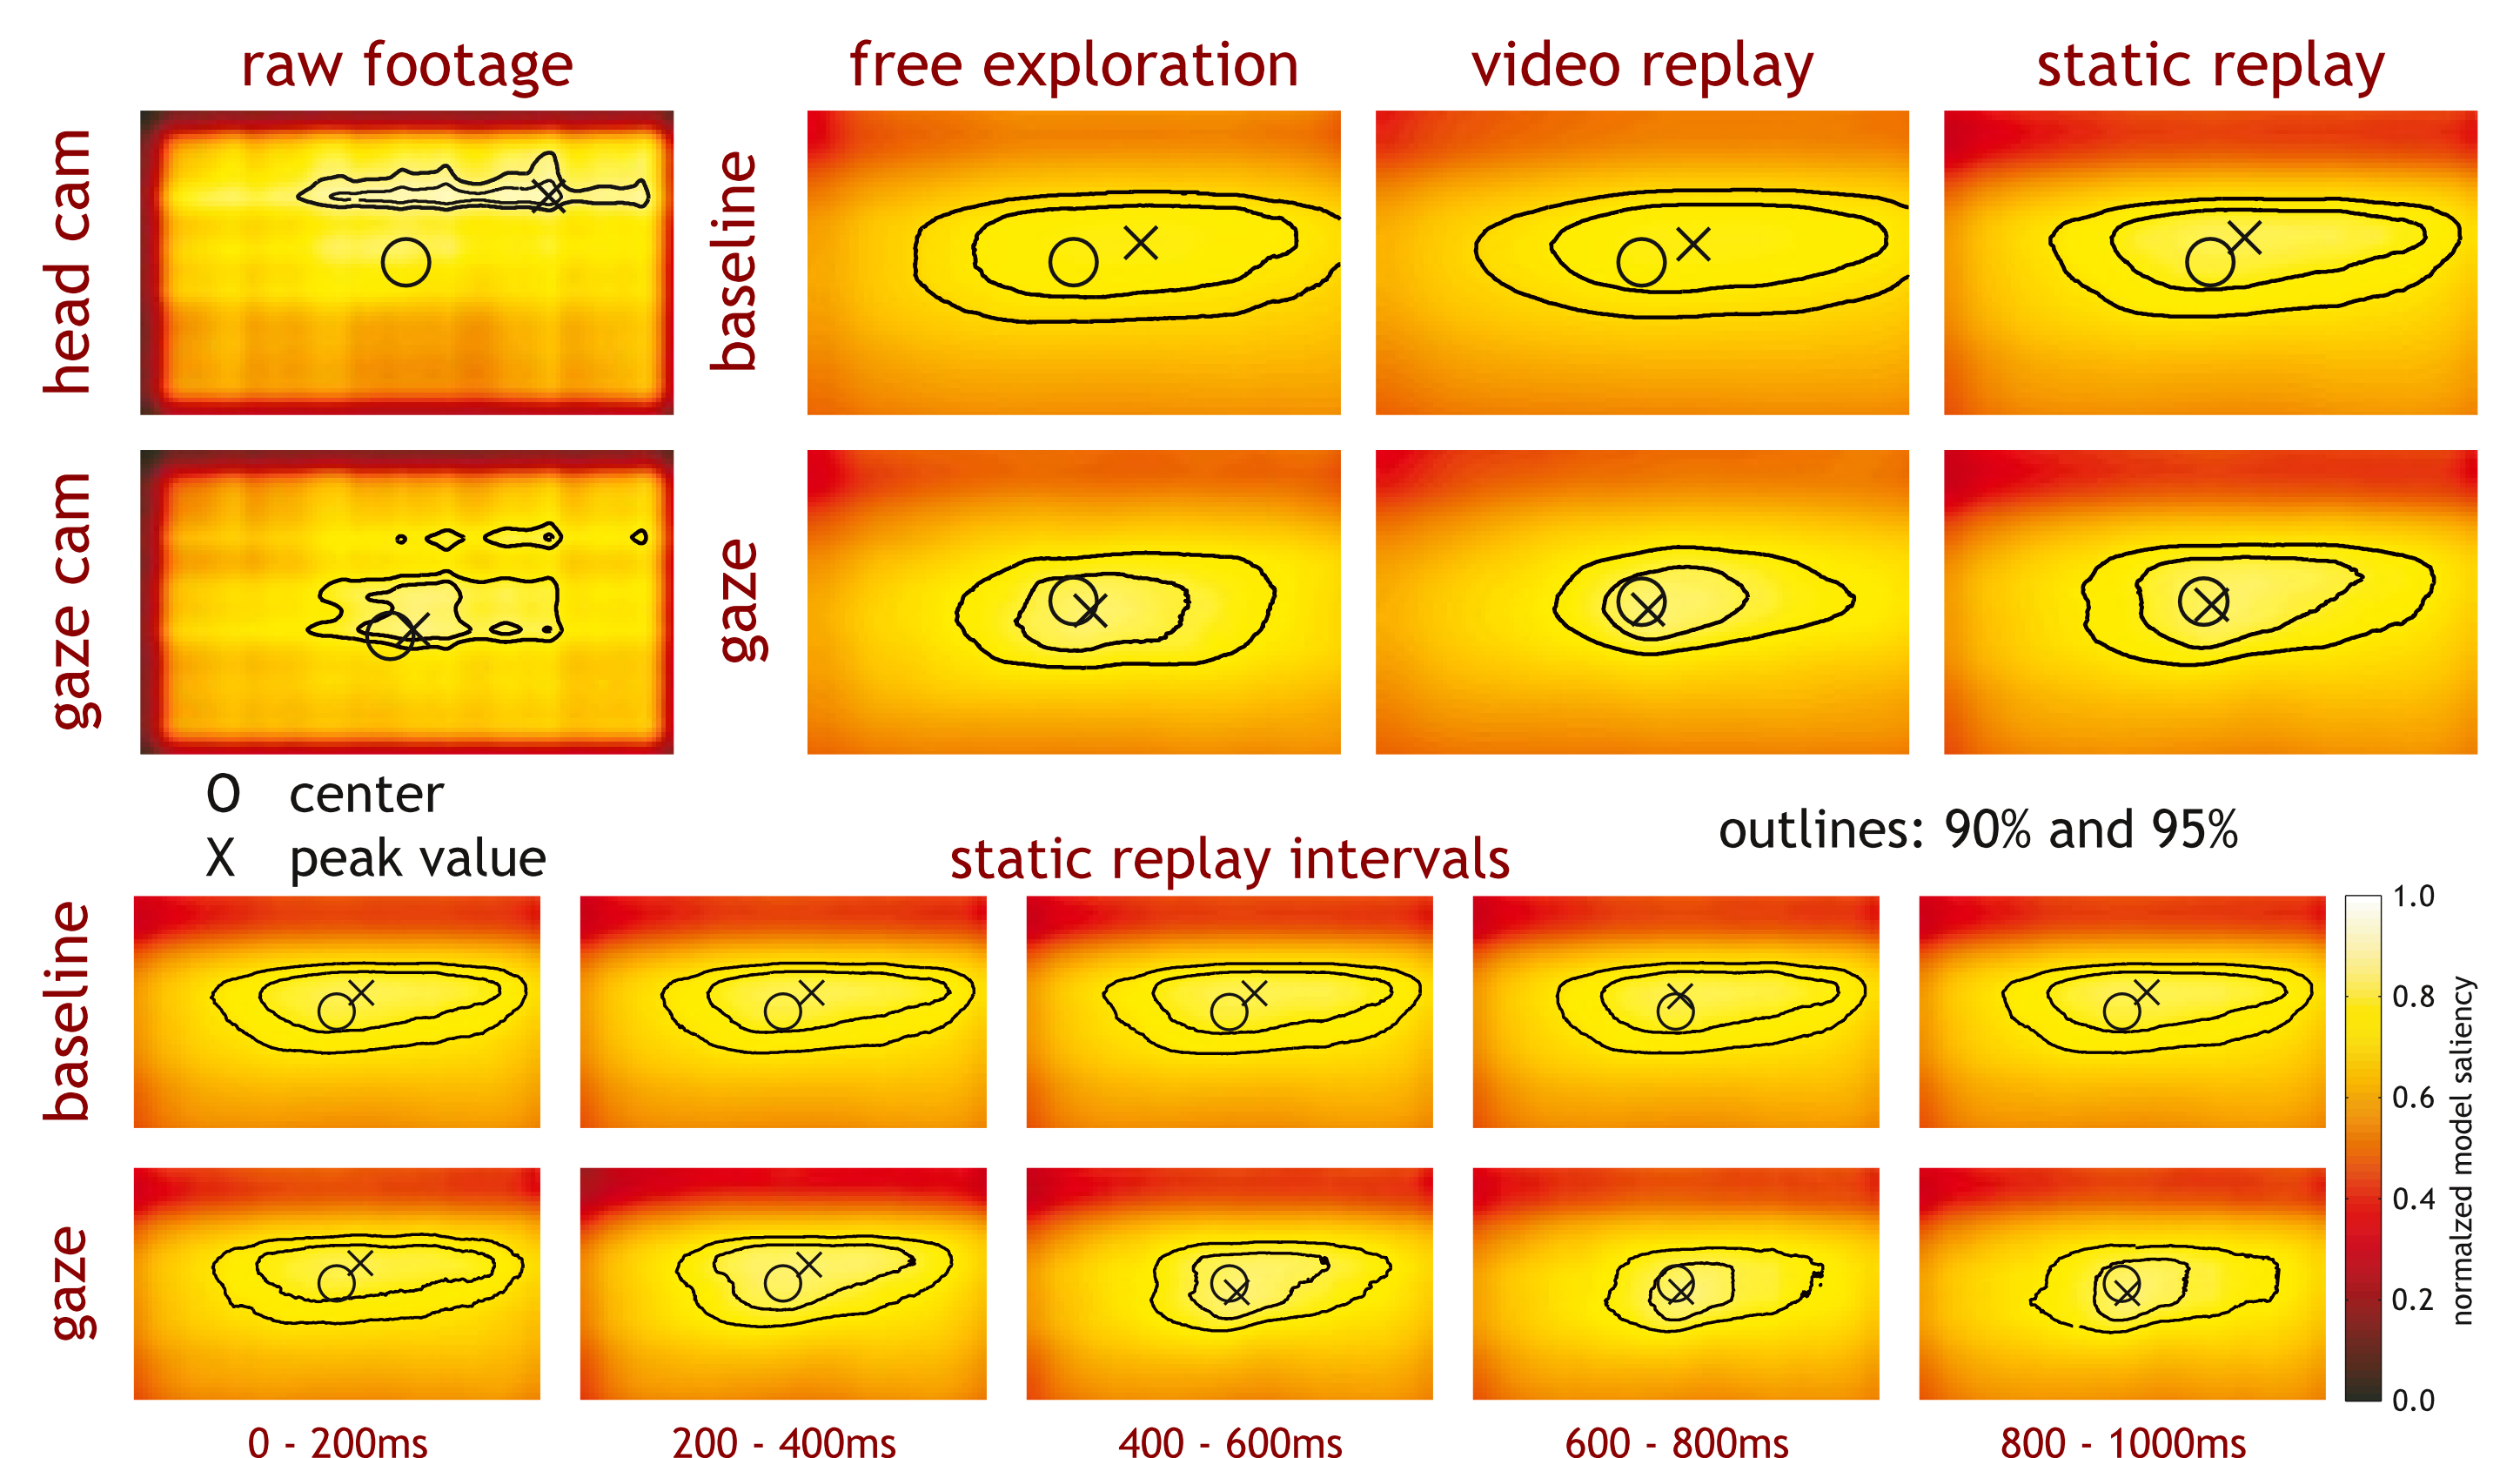 raw footage
free exploration
video replay
static replay
head cam
baseline
gaze cam
gaze
O center
X peak value
outlines: 90% and 95%
static replay intervals
baseline
gaze
1.0
0.8
0.6
0.4
0.2
0.0
normalzed model saliency
0 - 200ms
200 - 400ms
400 - 600ms
600 - 800ms
800 - 1000ms